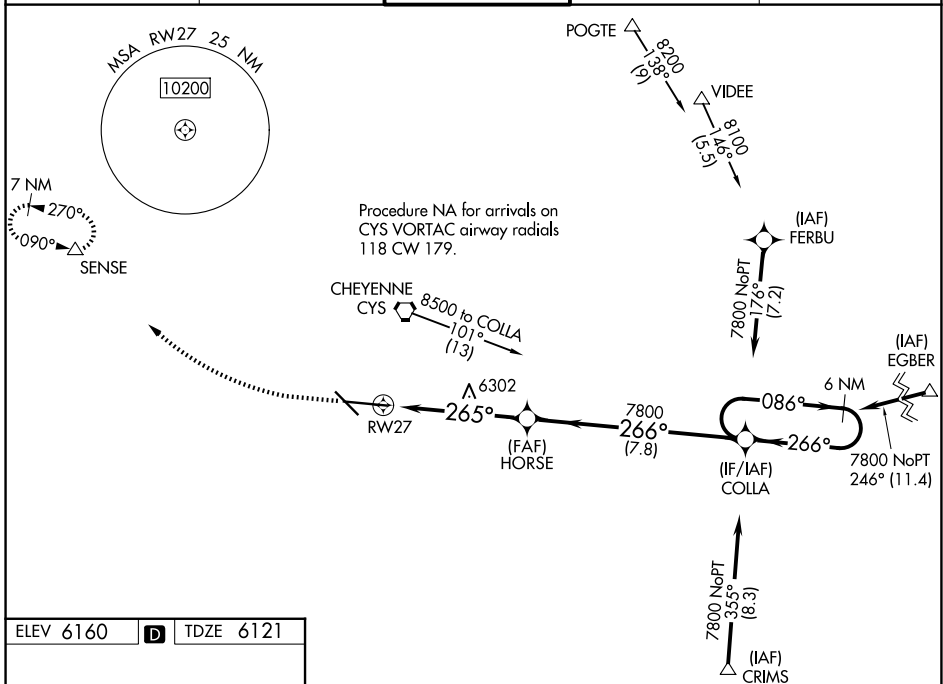 MSA RW27 25 NM
10200
POGTE
8200
138°
(9)
VIDEE
8100
146°
(5.5)
7 NM
270°
090°
SENSE
Procedure NA for arrivals on
CYS VORTAC airway radials
118 CW 179.
(IAF)
FERBU
7800 NoPT
176°
(7.2)
CHEYENNE
CYS
8500 to COLLA
101°
(13)
(IAF)
EGBER
6302
6 NM
086°
RW27
265°
7800
266°
(7.8)
266°
(FAF)
HORSE
(IF/IAF)
COLLA
7800 NoPT
246° (11.4)
7800 NoPT
355°
(8.3)
(IAF)
CRIMS
ELEV 6160
D
TDZE 6121